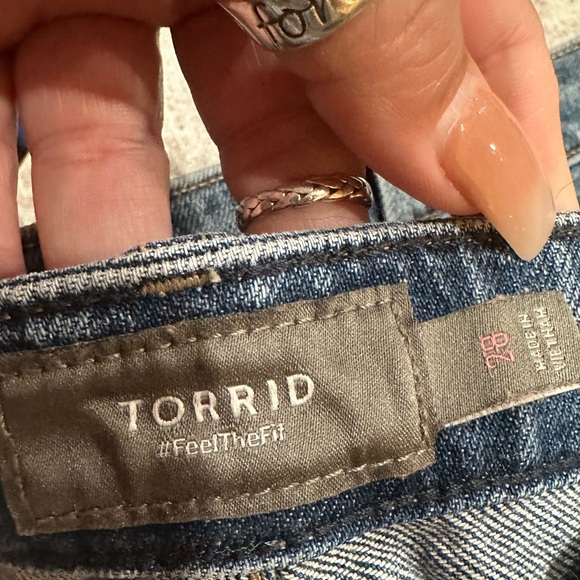 TORRID
#FeelTheFit
28
MADE IN
VIETNAM